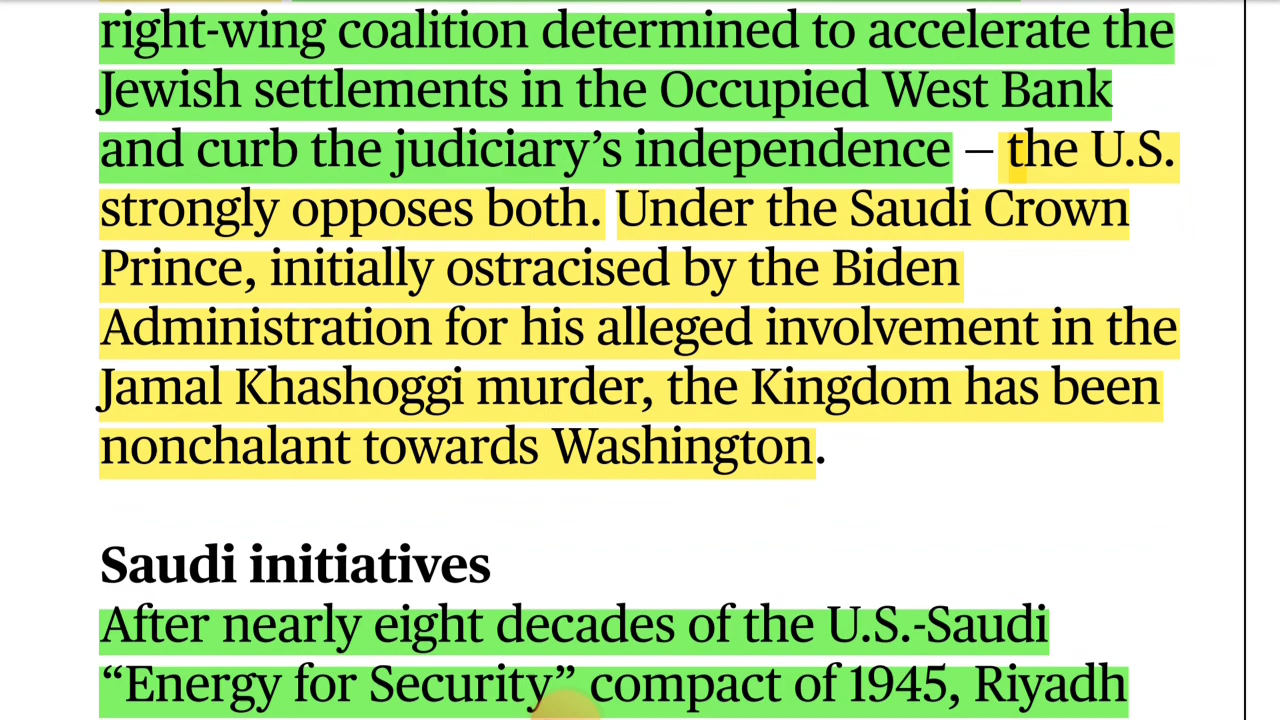 right-wing coalition determined to accelerate the
Jewish settlements in the Occupied West Bank
and curb the judiciary’s independence – the U.S.
strongly opposes both. Under the Saudi Crown
Prince, initially ostracised by the Biden
Administration for his alleged involvement in the
Jamal Khashoggi murder, the Kingdom has been
nonchalant towards Washington.
Saudi initiatives
After nearly eight decades of the U.S.-Saudi
“Energy for Security” compact of 1945, Riyadh